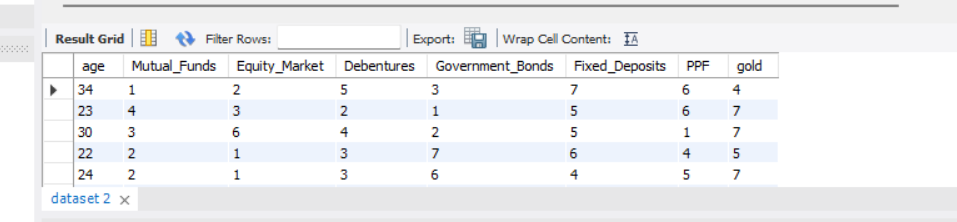 Result Grid Filter Rows: Export: Wrap Cell Content: IA
age Mutual_Funds Equity_Market Debentures Government_Bonds Fixed_Deposits PPF gold
34 1 2 5 3 7 6 4
23 4 3 2 1 5 6 7
30 3 6 4 2 5 1 7
22 2 1 3 7 6 4 5
24 2 1 3 6 4 5 7
dataset 2 ×